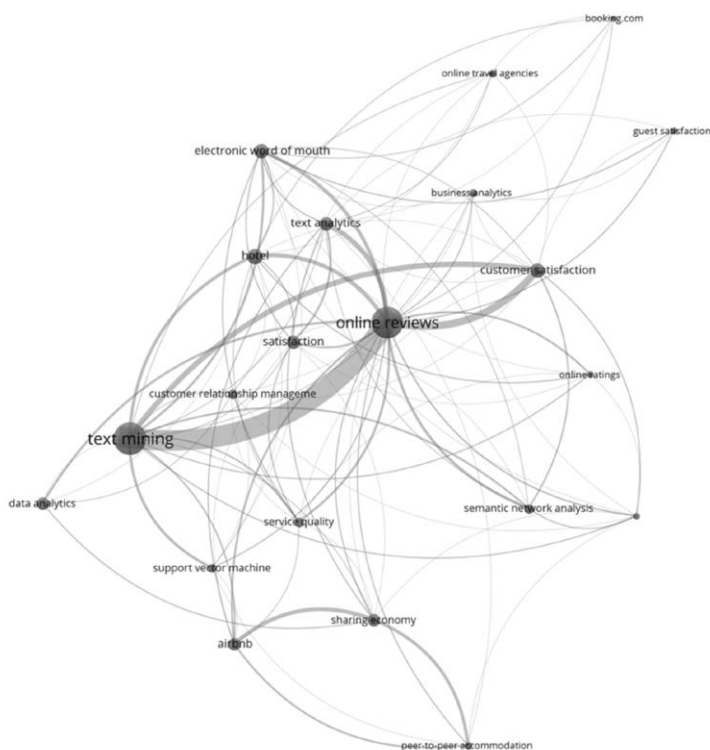 booking.com
online travel agencies
guest satisfaction
electronic word of mouth
business analytics
text analytics
hotel
customer satisfaction
online reviews
satisfaction
online ratings
customer relationship manageme
text mining
data analytics
semantic network analysis
service quality
support vector machine
sharing economy
airbnb
peer-to-peer accommodation